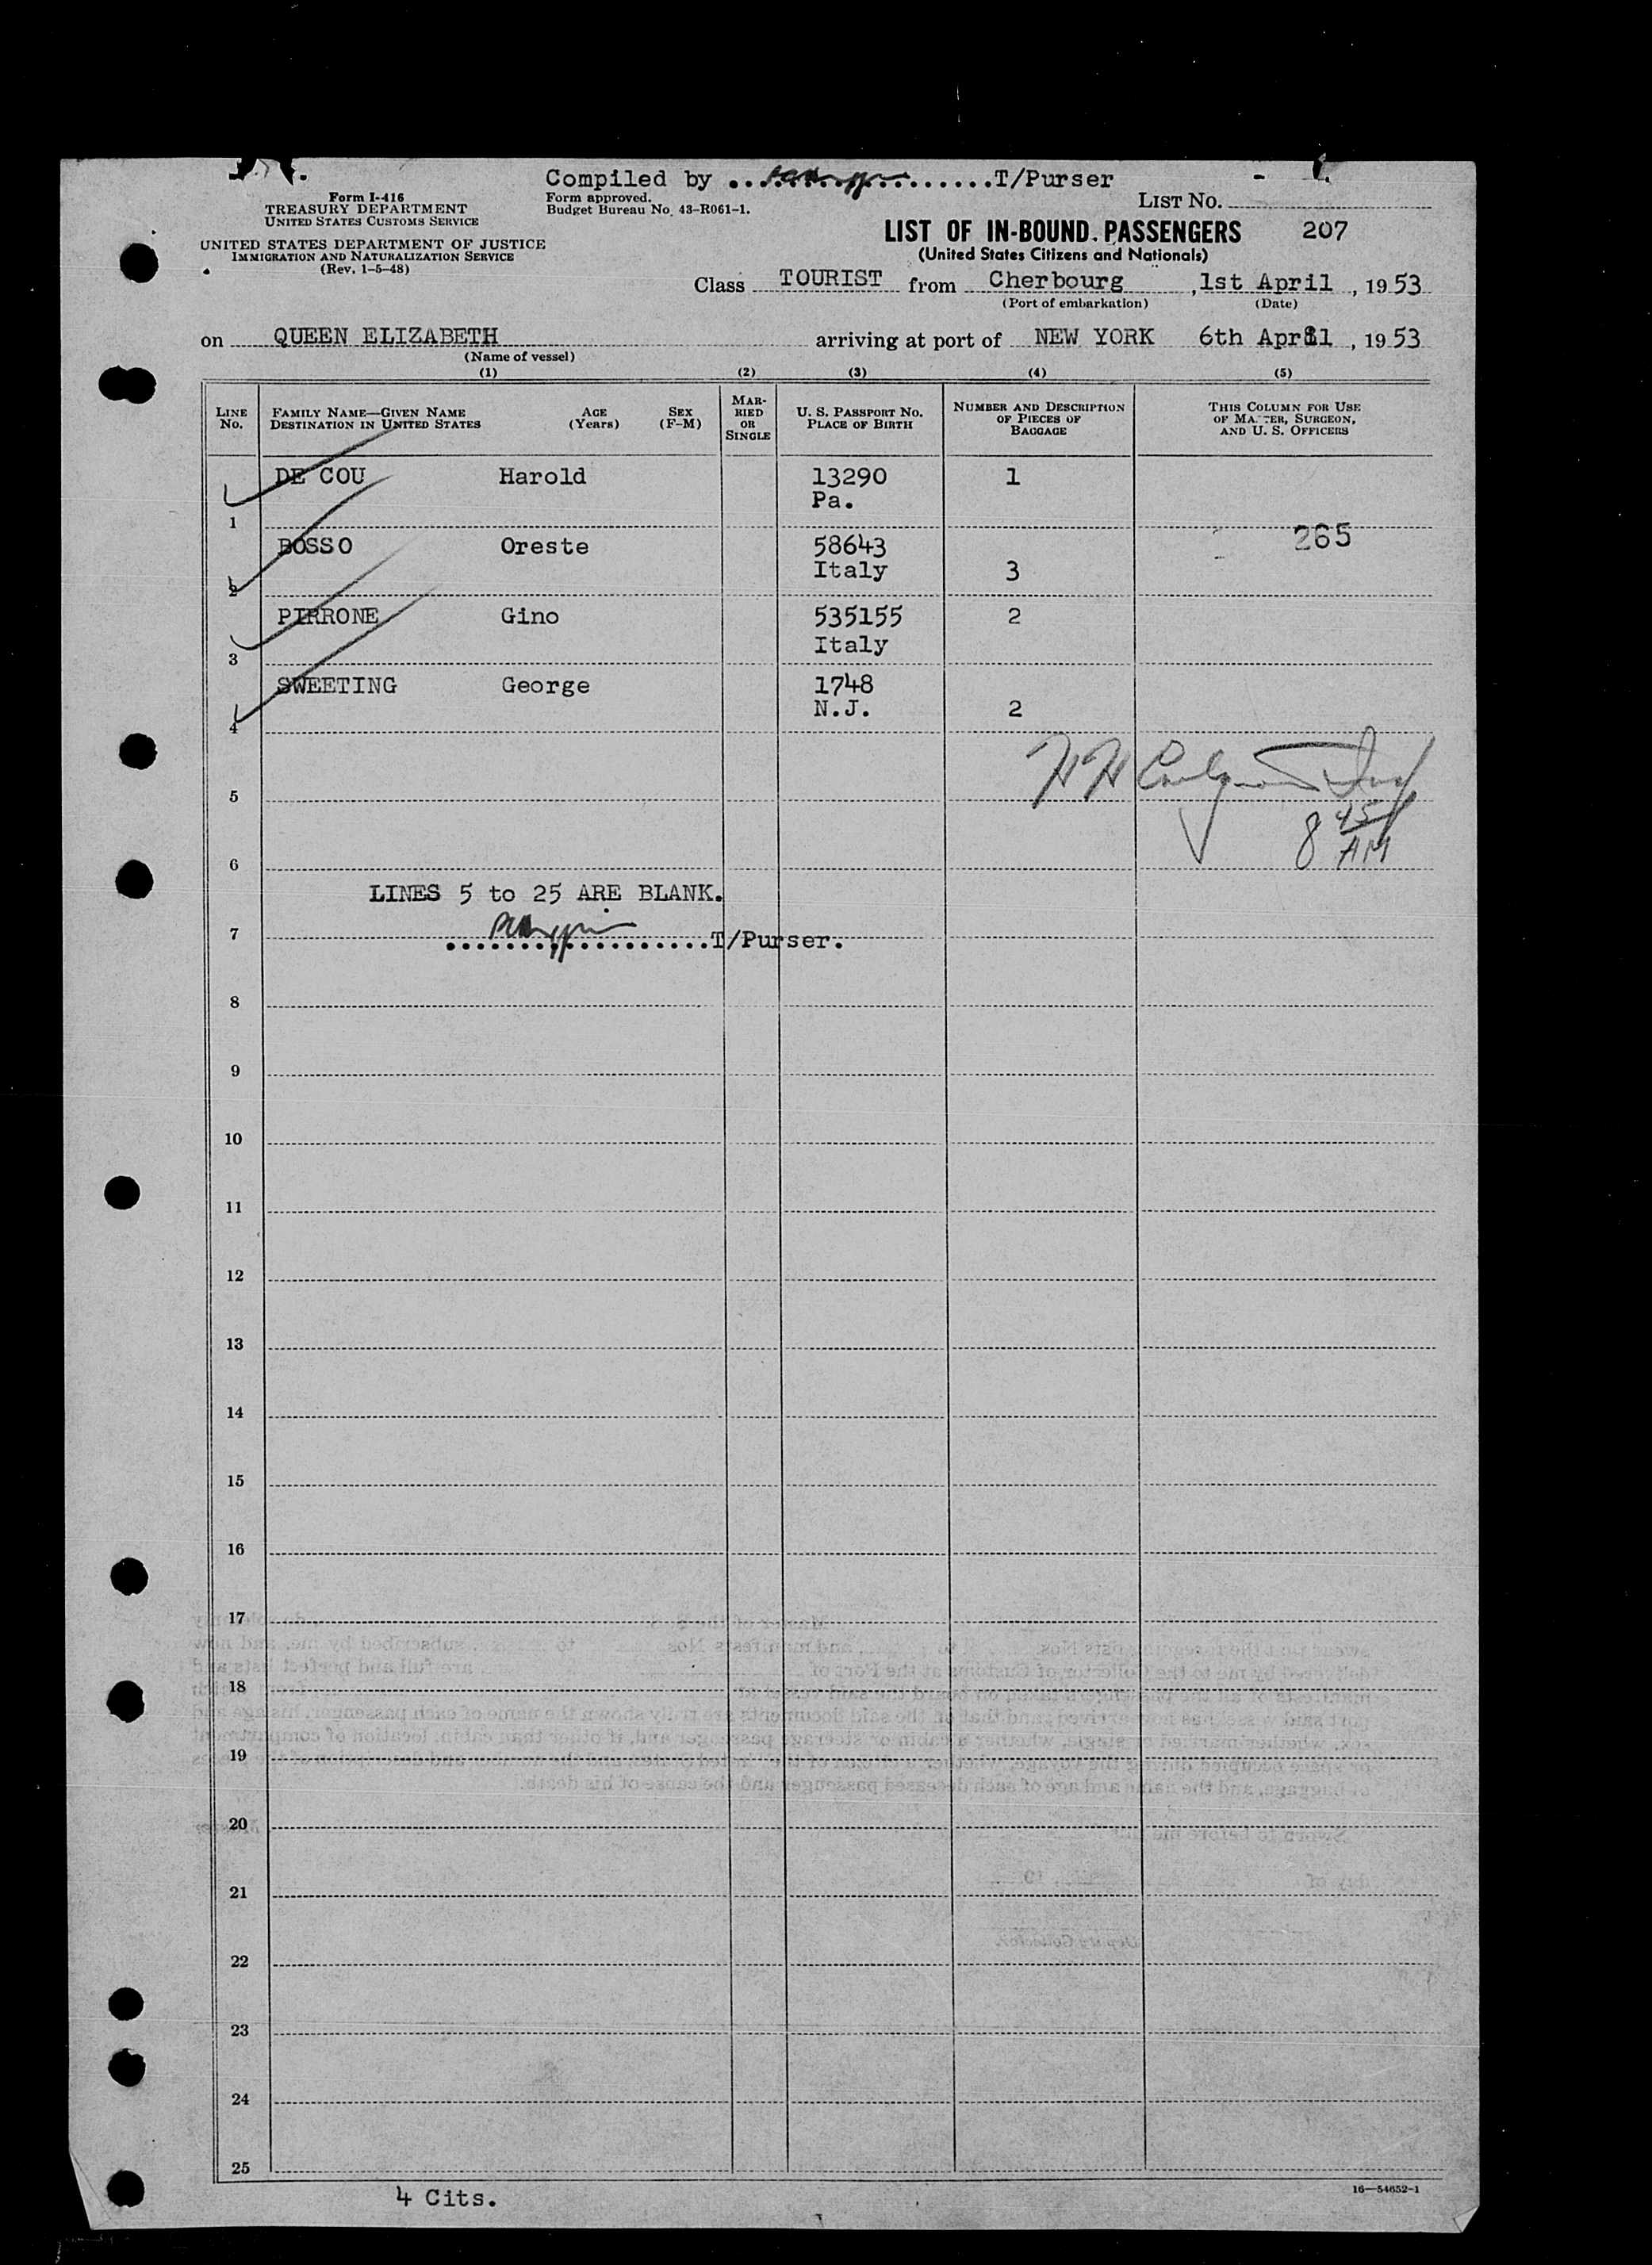 Compiled by ....................T/Purser
Form I-416
TREASURY DEPARTMENT
UNITED STATES CUSTOMS SERVICE
Form approved.
Budget Bureau No. 43-R061-1.
LIST NO.
UNITED STATES DEPARTMENT OF JUSTICE
IMMIGRATION AND NATURALIZATION SERVICE
(Rev. 1-5-48)
LIST OF IN-BOUND PASSENGERS 207
(United States Citizens and Nationals)
Class TOURIST from Cherbourg, 1st April, 1953
(Port of embarkation) (Date)
on QUEEN ELIZABETH arriving at port of NEW YORK 6th April, 1953
(Name of vessel)
(1) (2) (3) (4) (5)
LINE NO. FAMILY NAME—GIVEN NAME DESTINATION IN UNITED STATES AGE (Years) SEX (F-M) MARRIED OR SINGLE U. S. PASSPORT NO. PLACE OF BIRTH NUMBER AND DESCRIPTION OF PIECES OF BAGGAGE THIS COLUMN FOR USE OF MASTER, SURGEON, AND U. S. OFFICERS
DE COU Harold 13290 1
Pa.
1
265
BOSSO Oreste 58643
Italy 3
2
PIRRONE Gino 535155 2
Italy
3
SWEETING George 1748
N.J. 2
4
5
8 45 AM
6
LINES 5 to 25 ARE BLANK.
7
..................T/Purser.
8
9
10
11
12
13
14
15
16
17
18
19
20
21
22
23
24
25
4 Cits.
16—54652-1